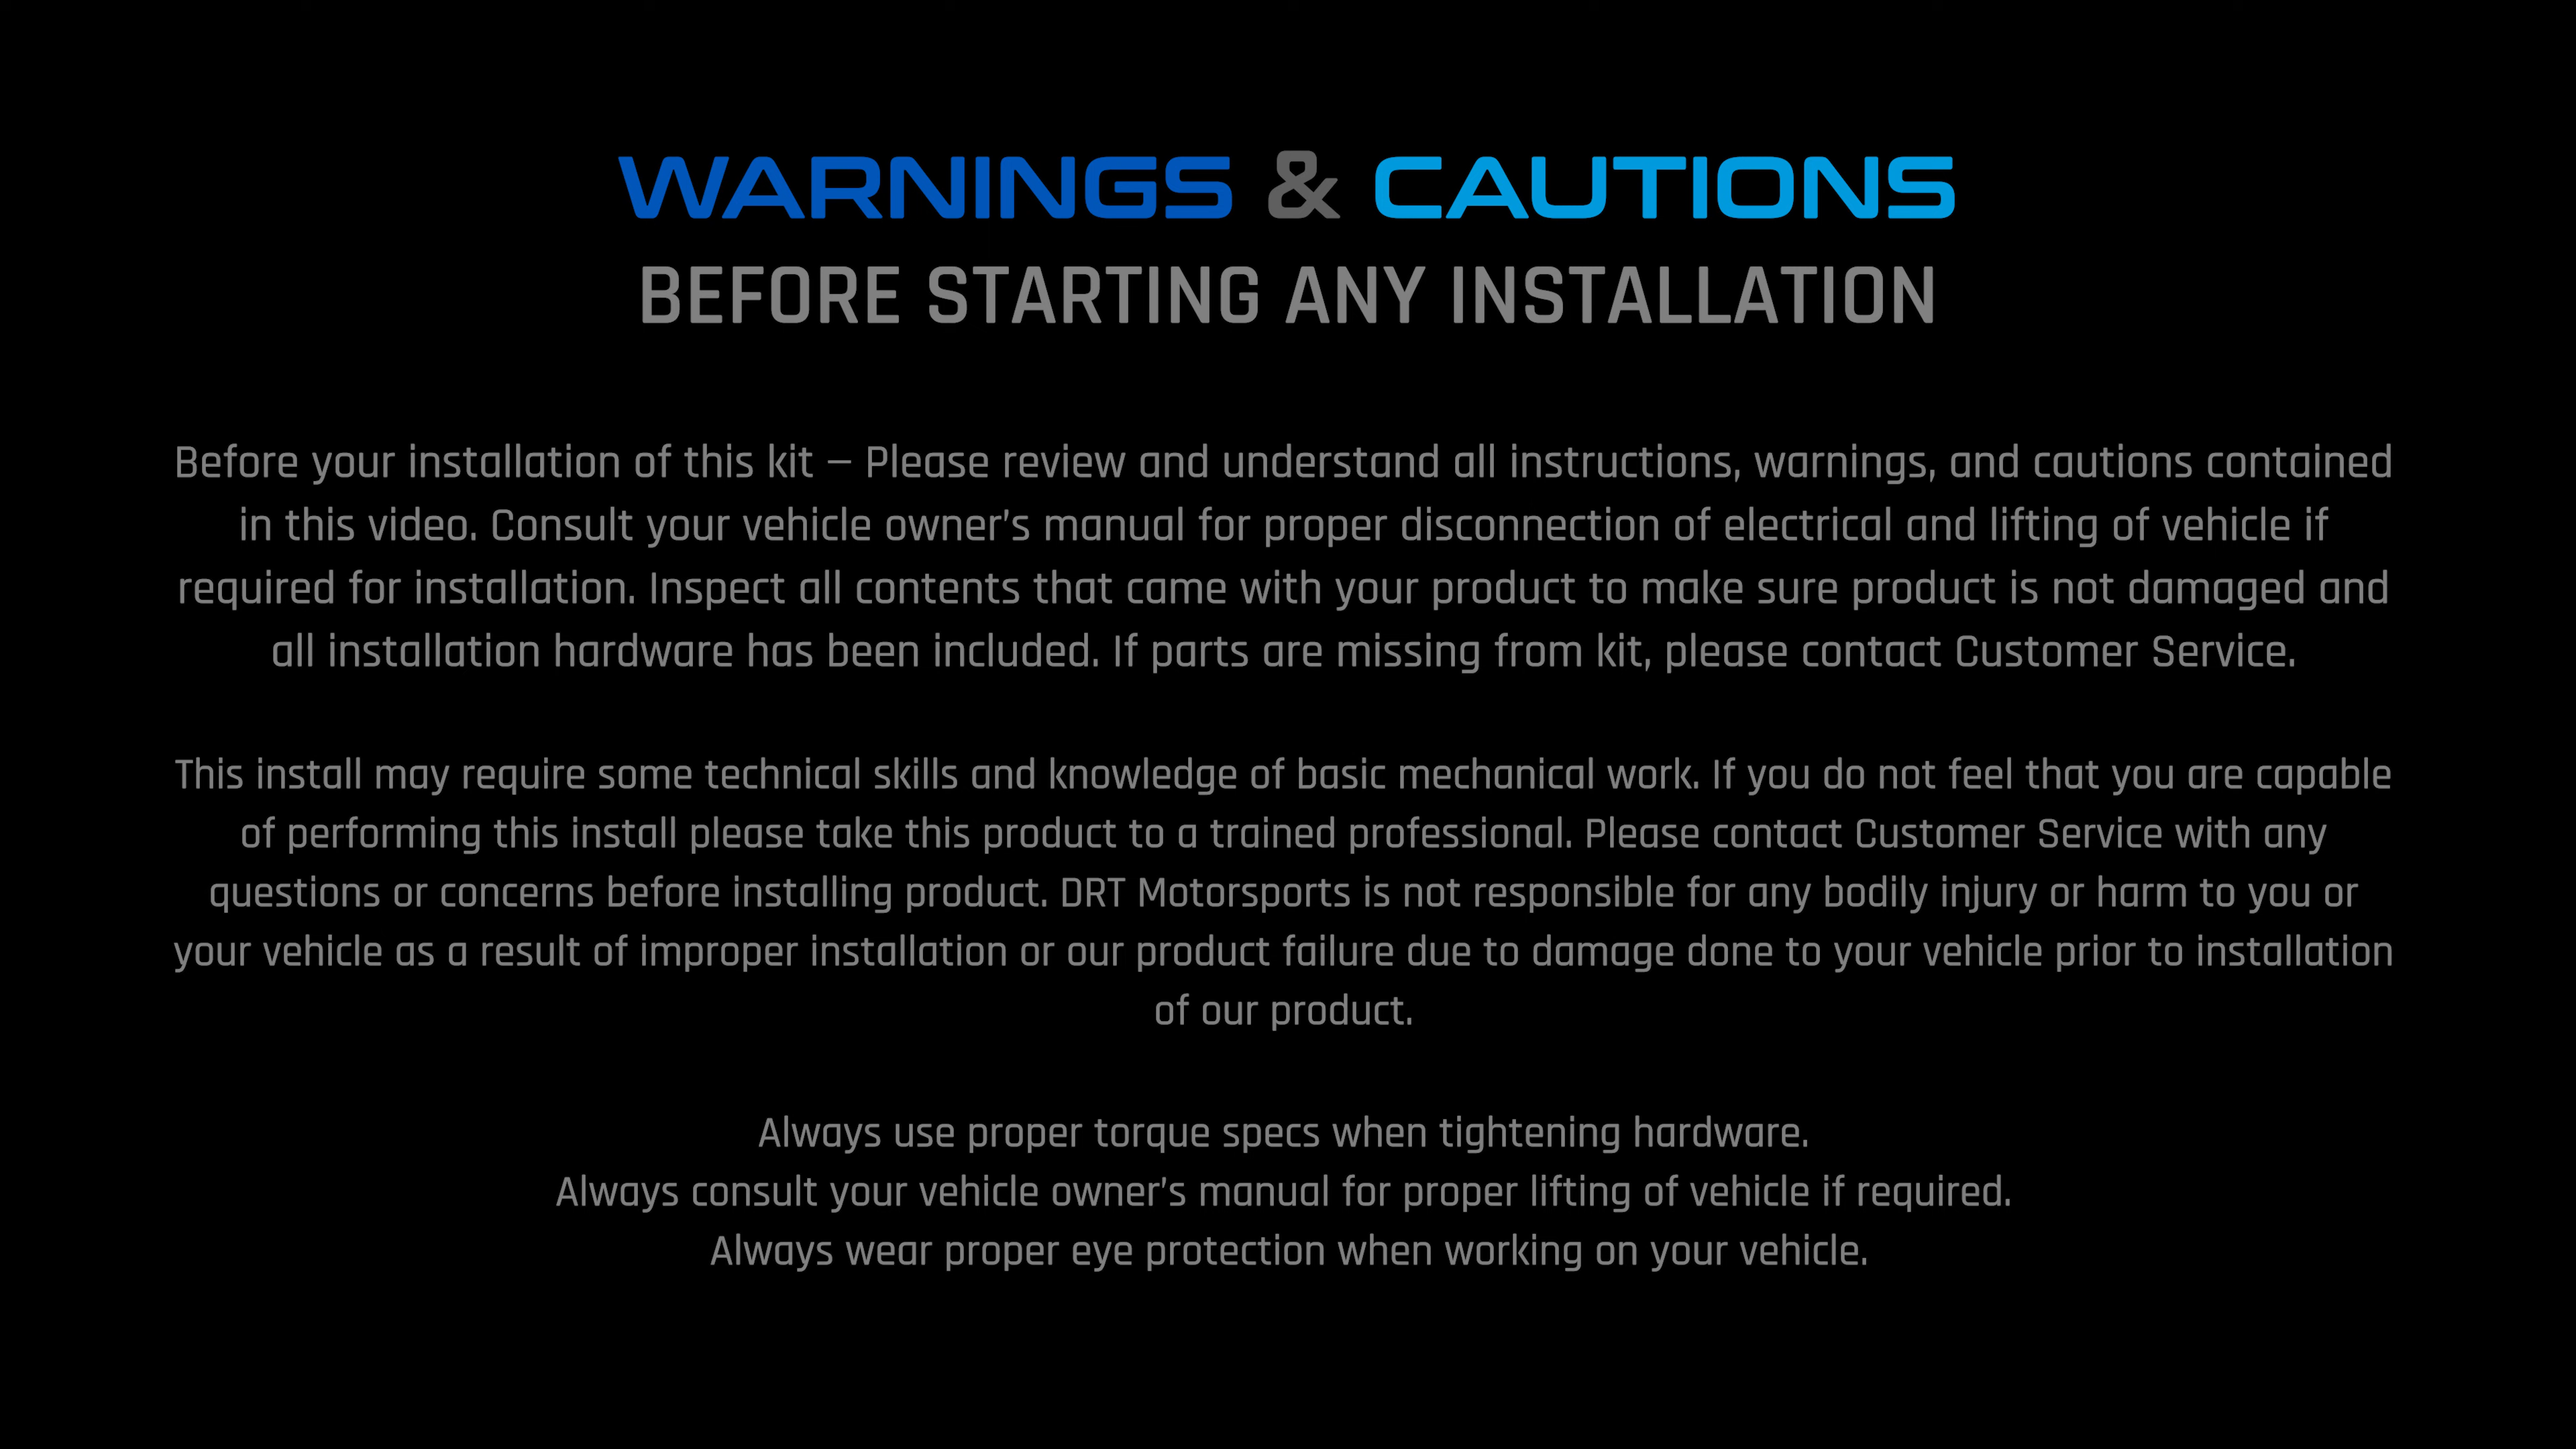 WARNINGS & CAUTIONS
BEFORE STARTING ANY INSTALLATION
Before your installation of this kit – Please review and understand all instructions, warnings, and cautions contained
in this video. Consult your vehicle owner's manual for proper disconnection of electrical and lifting of vehicle if
required for installation. Inspect all contents that came with your product to make sure product is not damaged and
all installation hardware has been included. If parts are missing from kit, please contact Customer Service.
This install may require some technical skills and knowledge of basic mechanical work. If you do not feel that you are capable
of performing this install please take this product to a trained professional. Please contact Customer Service with any
questions or concerns before installing product. DRT Motorsports is not responsible for any bodily injury or harm to you or
your vehicle as a result of improper installation or our product failure due to damage done to your vehicle prior to installation
of our product.
Always use proper torque specs when tightening hardware.
Always consult your vehicle owner's manual for proper lifting of vehicle if required.
Always wear proper eye protection when working on your vehicle.